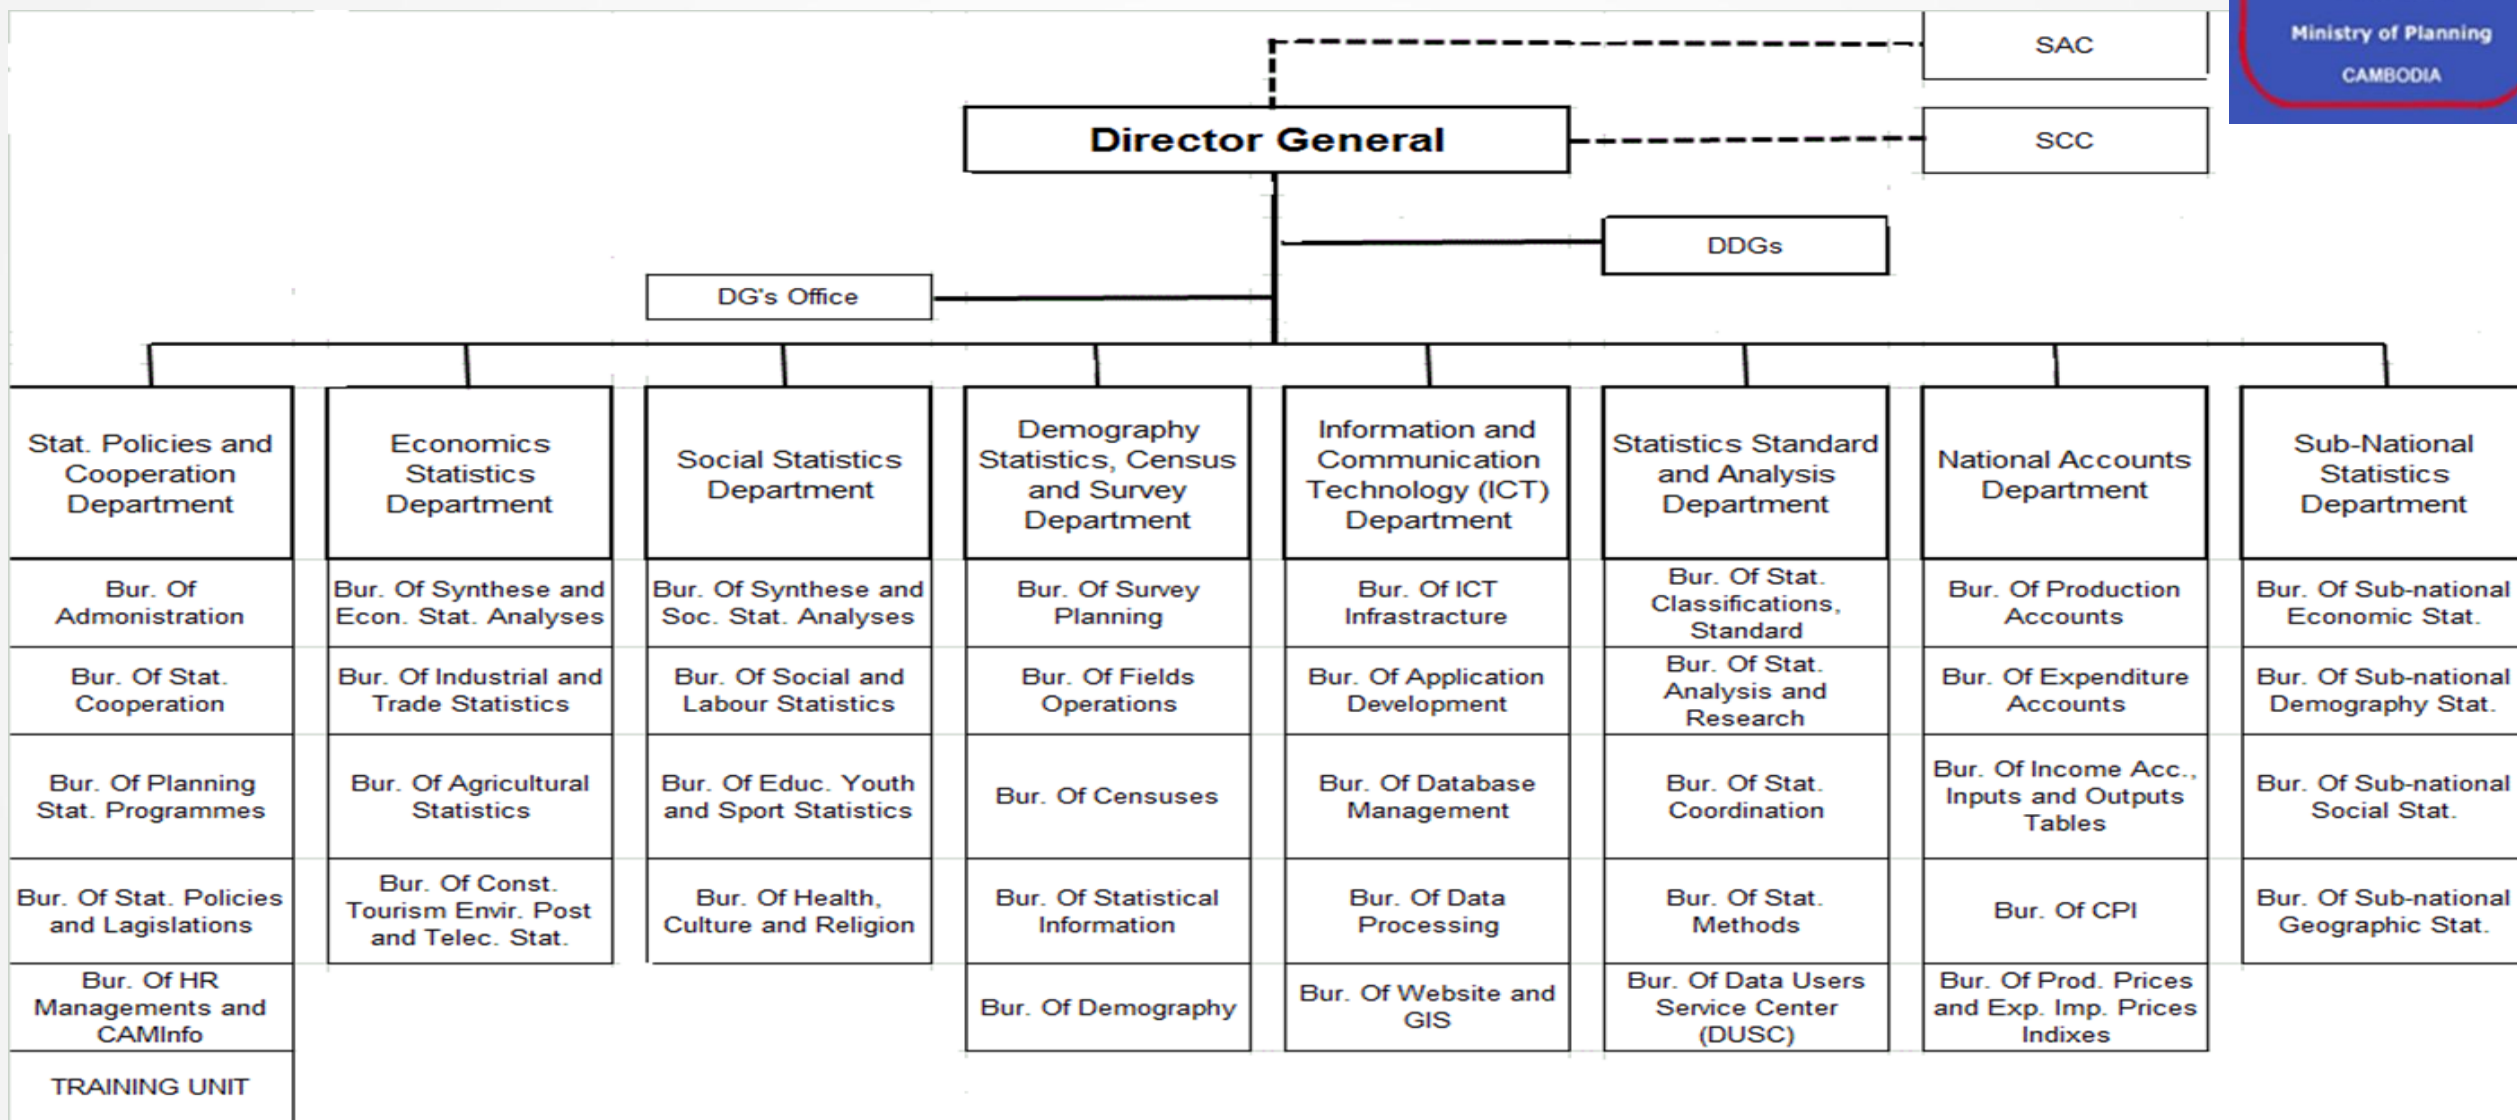 SAC
Ministry of Planning
CAMBODIA
Director General
SCC
DDGs
DG's Office
Stat. Policies and
Cooperation
Department
Bur. Of
Admonistration
Bur. Of Stat.
Cooperation
Bur. Of Planning
Stat. Programmes
Bur. Of Stat. Policies
and Lagislations
Bur. Of HR
Managements and
CAMInfo
TRAINING UNIT
Economics
Statistics
Department
Bur. Of Synthese and
Econ. Stat. Analyses
Bur. Of Industrial and
Trade Statistics
Bur. Of Agricultural
Statistics
Bur. Of Const.
Tourism Envir. Post
and Telec. Stat.
Social Statistics
Department
Bur. Of Synthese and
Soc. Stat. Analyses
Bur. Of Social and
Labour Statistics
Bur. Of Educ. Youth
and Sport Statistics
Bur. Of Health,
Culture and Religion
Demography
Statistics, Census
and Survey
Department
Bur. Of Survey
Planning
Bur. Of Fields
Operations
Bur. Of Censuses
Bur. Of Statistical
Information
Bur. Of Demography
Information and
Communication
Technology (ICT)
Department
Bur. Of ICT
Infrastracture
Bur. Of Application
Development
Bur. Of Database
Management
Bur. Of Data
Processing
Bur. Of Website and
GIS
Statistics Standard
and Analysis
Department
Bur. Of Stat.
Classifications,
Standard
Bur. Of Stat.
Analysis and
Research
Bur. Of Stat.
Coordination
Bur. Of Stat.
Methods
Bur. Of Data Users
Service Center
(DUSC)
National Accounts
Department
Bur. Of Production
Accounts
Bur. Of Expenditure
Accounts
Bur. Of Income Acc.,
Inputs and Outputs
Tables
Bur. Of CPI
Bur. Of Prod. Prices
and Exp. Imp. Prices
Indixes
Sub-National
Statistics
Department
Bur. Of Sub-national
Economic Stat.
Bur. Of Sub-national
Demography Stat.
Bur. Of Sub-national
Social Stat.
Bur. Of Sub-national
Geographic Stat.